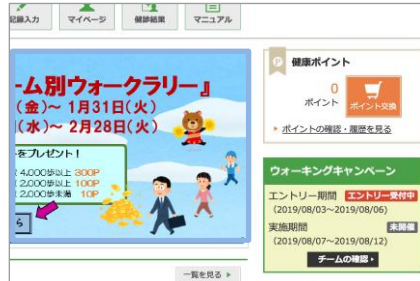 記録入力
マイページ
健診結果
マニュアル
ーム別ウォークラリー』
(金)～ 1月31日(火)
(水)～ 2月28日(火)
をプレゼント！
4,000歩以上 300P
2,000歩以上 100P
2,000歩未満 10P
ら
一覧を見る
P 健康ポイント
0
ポイント
ポイント交換
ポイントの確認・履歴を見る
ウォーキングキャンペーン
エントリー期間 エントリー受付中
(2019/08/03～2019/08/06)
実施期間 未開催
(2019/08/07～2019/08/12)
チームの確認